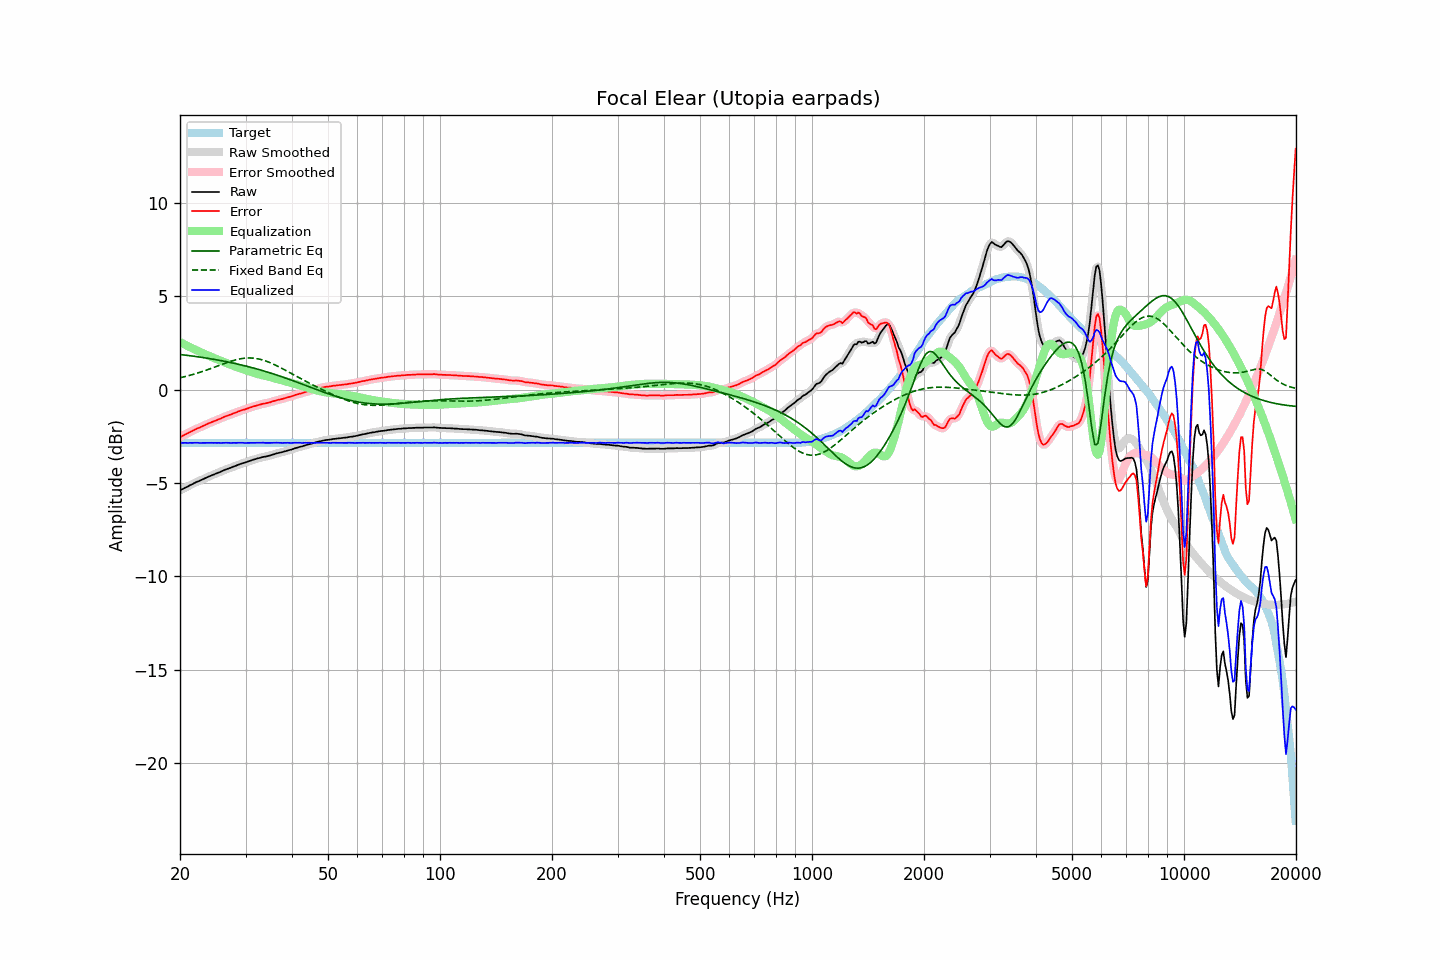 Focal Elear (Utopia earpads)
Target
Raw Smoothed
Error Smoothed
Raw
Error
Equalization
Parametric Eq
Fixed Band Eq
Equalized
Amplitude (dBr)
10
5
0
−5
−10
−15
−20
20 50 100 200 500 1000 2000 5000 10000 20000
Frequency (Hz)